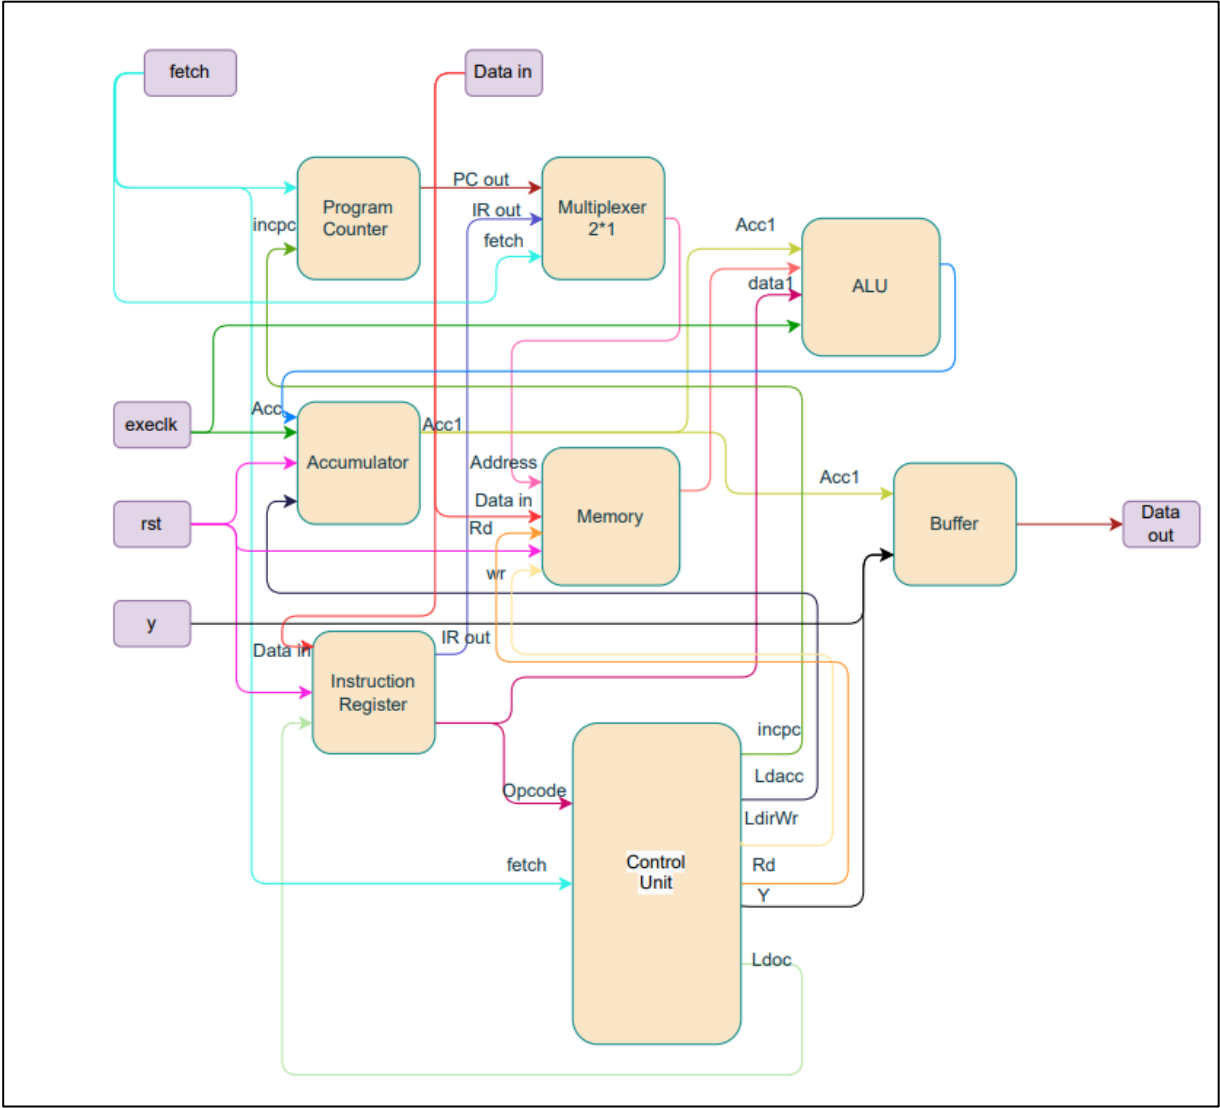 fetch
Data in
PC out
Program
Counter
Multiplexer
2*1
IR out
incpc
fetch
Acc1
data1
ALU
Acc
execlk
Acc1
Accumulator
Address
Acc1
Data in
Memory
rst
Rd
Buffer
Data
out
wr
y
IR out
Data in
Instruction
Register
incpc
Ldacc
Opcode
LdirWr
fetch
Control
Unit
Rd
Y
Ldoc